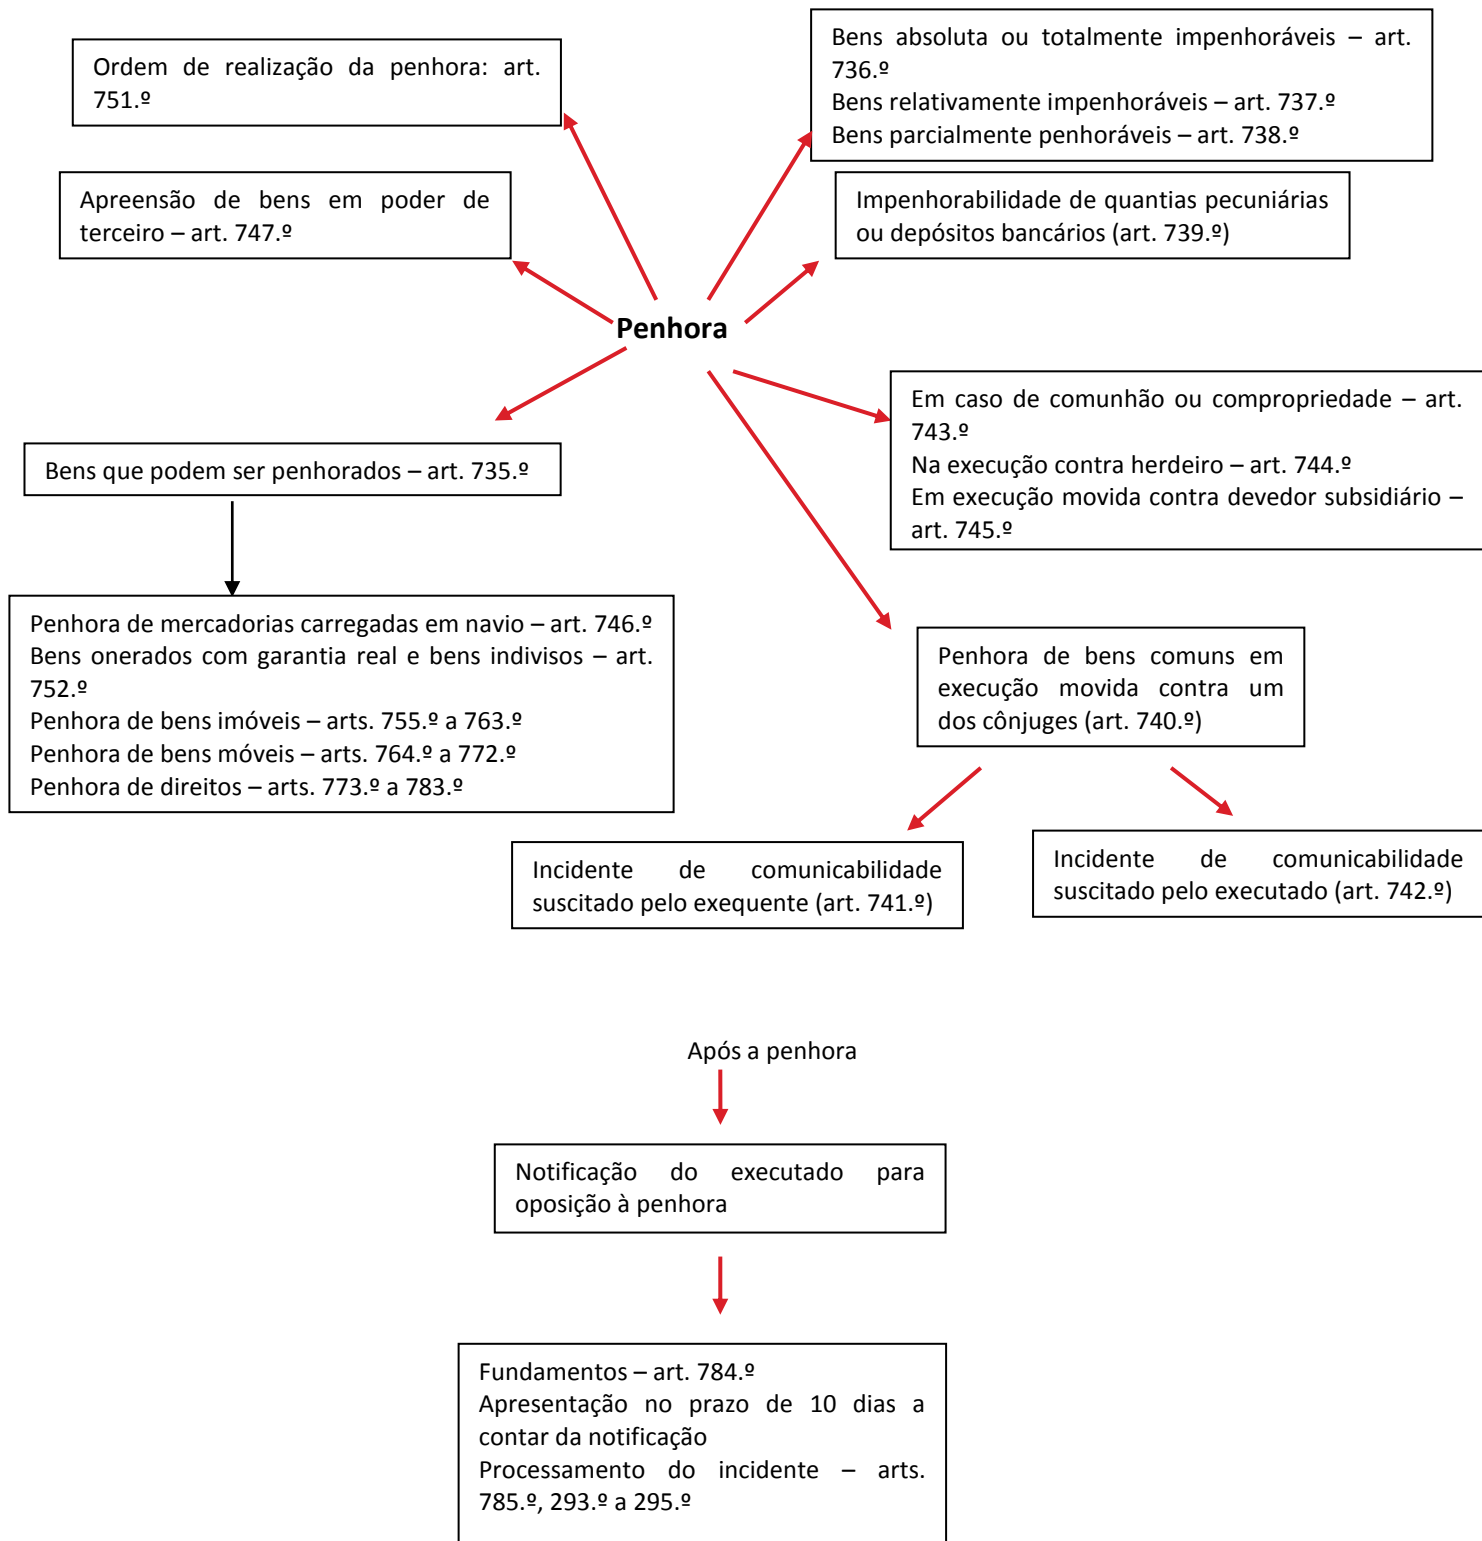 Ordem de realização da penhora: art.
751.º
Bens absoluta ou totalmente impenhoráveis – art.
736.º
Bens relativamente impenhoráveis – art. 737.º
Bens parcialmente penhoráveis – art. 738.º
Apreensão de bens em poder de
terceiro – art. 747.º
Impenhorabilidade de quantias pecuniárias
ou depósitos bancários (art. 739.º)
Penhora
Em caso de comunhão ou compropriedade – art.
743.º
Na execução contra herdeiro – art. 744.º
Em execução movida contra devedor subsidiário –
art. 745.º
Bens que podem ser penhorados – art. 735.º
Penhora de mercadorias carregadas em navio – art. 746.º
Bens onerados com garantia real e bens indivisos – art.
752.º
Penhora de bens imóveis – arts. 755.º a 763.º
Penhora de bens móveis – arts. 764.º a 772.º
Penhora de direitos – arts. 773.º a 783.º
Penhora de bens comuns em
execução movida contra um
dos cônjuges (art. 740.º)
Incidente de comunicabilidade
suscitado pelo exequente (art. 741.º)
Incidente de comunicabilidade
suscitado pelo executado (art. 742.º)
Após a penhora
Notificação do executado para
oposição à penhora
Fundamentos – art. 784.º
Apresentação no prazo de 10 dias a
contar da notificação
Processamento do incidente – arts.
785.º, 293.º a 295.º